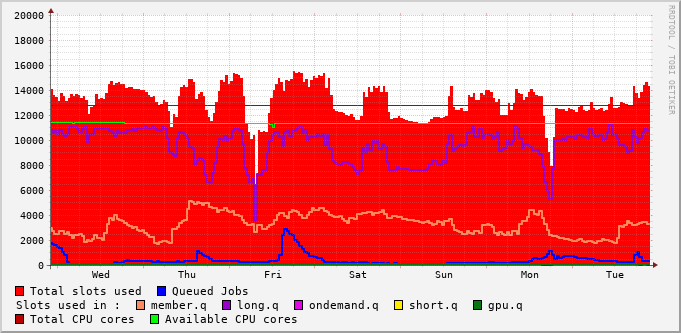 20000
18000
16000
14000
12000
10000
8000
6000
4000
2000
0
Wed Thu Fri Sat Sun Mon Tue
RRDTOOL / TOBI OETIKER
Total slots used Queued Jobs
Slots used in : member.q long.q ondemand.q short.q gpu.q
Total CPU cores Available CPU cores